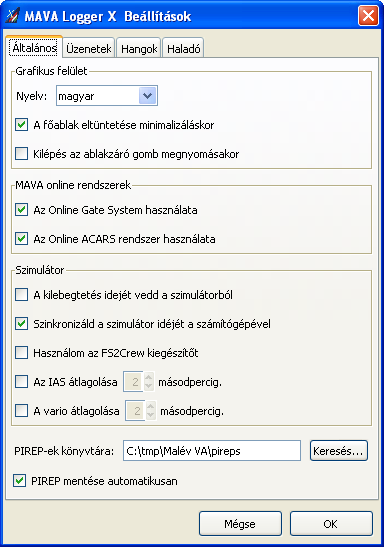 MAVA Logger X Beállítások
Általános Üzenetek Hangok Haladó
Grafikus felület
Nyelv: magyar
A főablak eltüntetése minimalizáláskor
Kilépés az ablakzáró gomb megnyomásakor
MAVA online rendszerek
Az Online Gate System használata
Az Online ACARS rendszer használata
Szimulátor
A kilebegtetés idejét vedd a szimulátorból
Szinkronizáld a szimulátor idéjét a számítógépével
Használom az FS2Crew kiegészítőt
Az IAS átlagolása 2 másodpercig.
A vario átlagolása 2 másodpercig.
PIREP-ek könyvtára: C:\tmp\Malév VA\pireps Keresés...
PIREP mentése automatikusan
Mégse OK